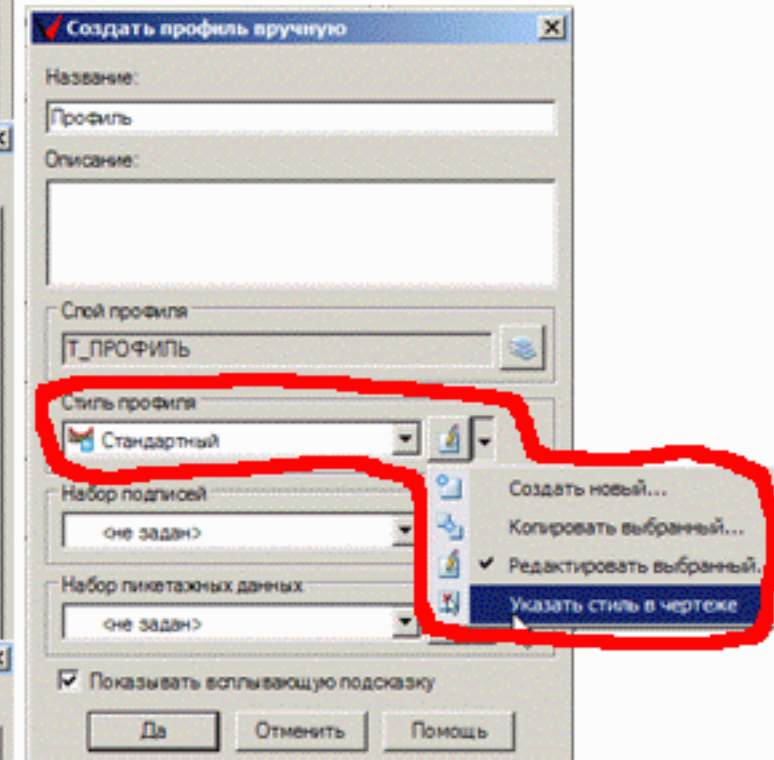 Создать профиль вручную
Название:
Профиль
Описание:
Слой профиля
Т_ПРОФИЛЬ
Стиль профиля
Стандартный
Создать новый...
Набор подписей
Копировать выбранный...
<не задан>
Редактировать выбранный.
Набор пикетажных данных
Указать стиль в чертеже
<не задан>
Показывать всплывающую подсказку
Да
Отменить
Помощь